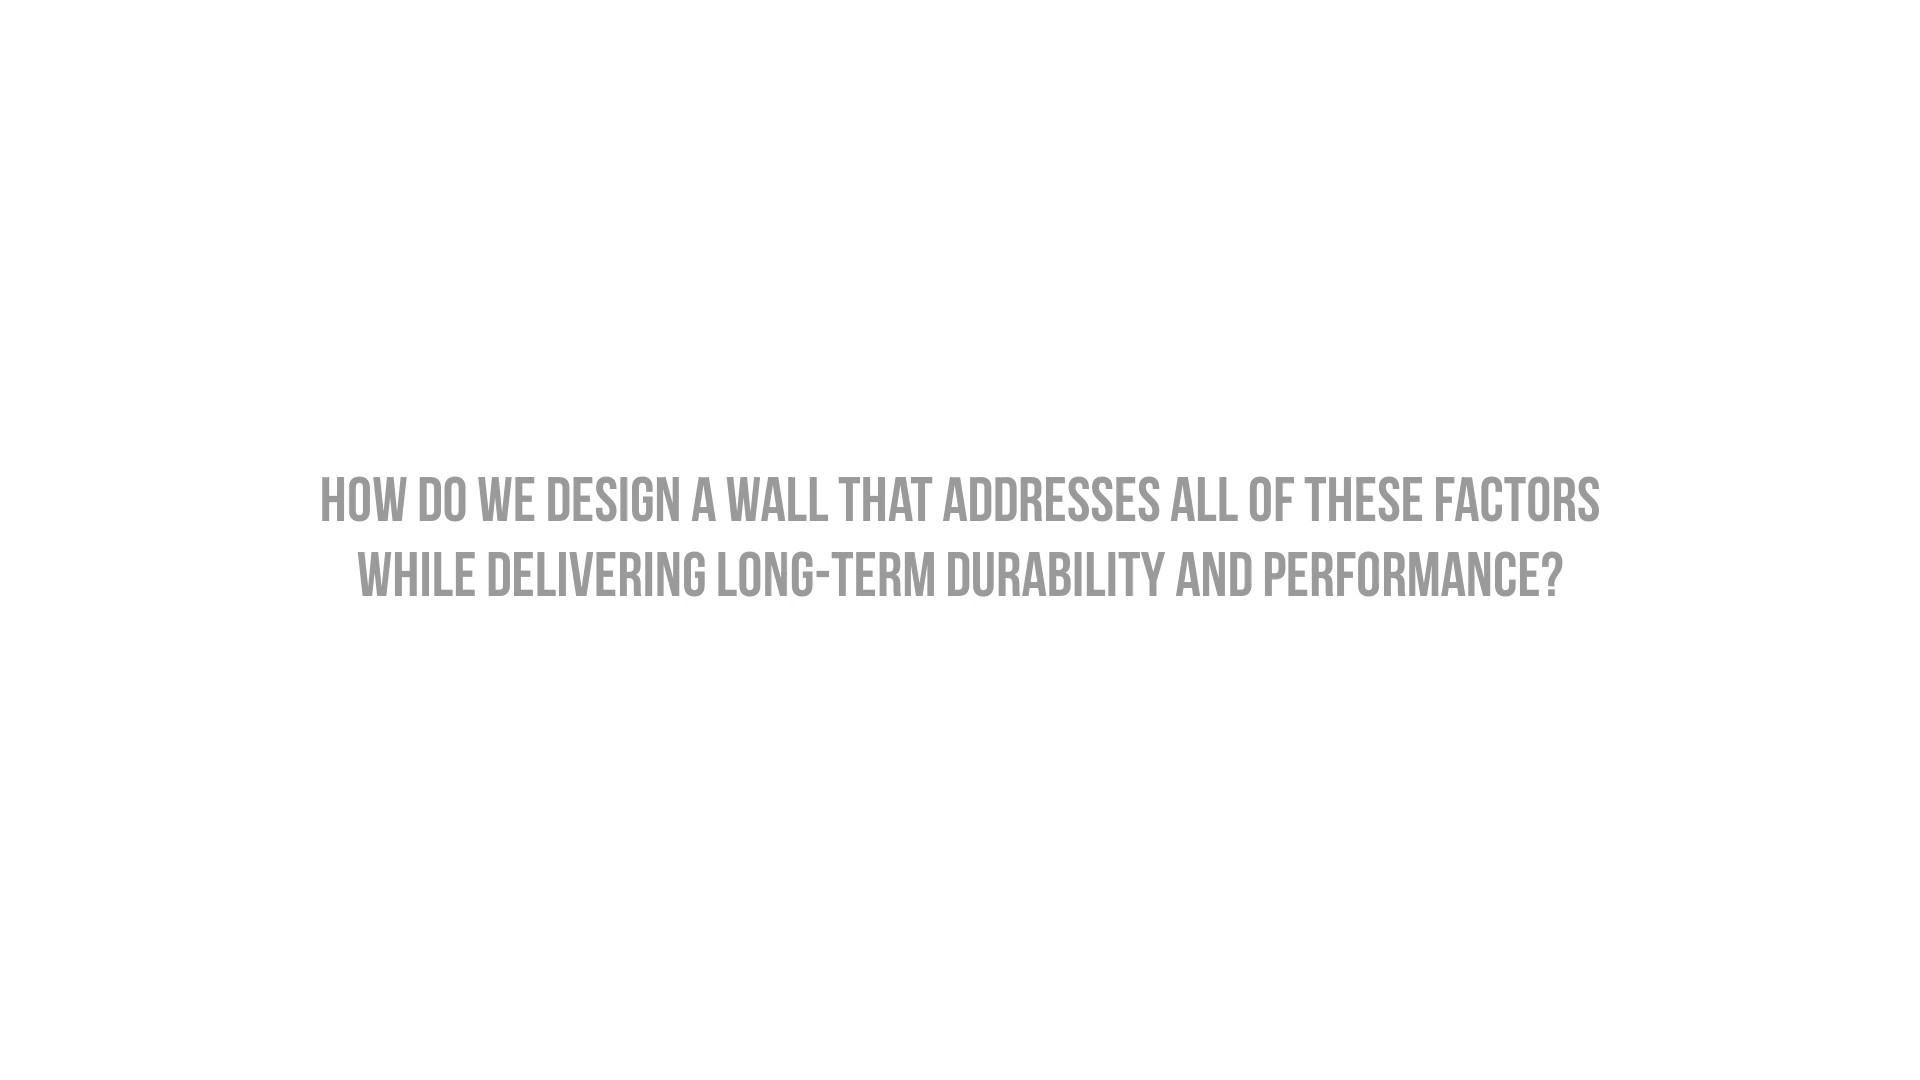 HOW DO WE DESIGN A WALL THAT ADDRESSES ALL OF THESE FACTORS
WHILE DELIVERING LONG-TERM DURABILITY AND PERFORMANCE?